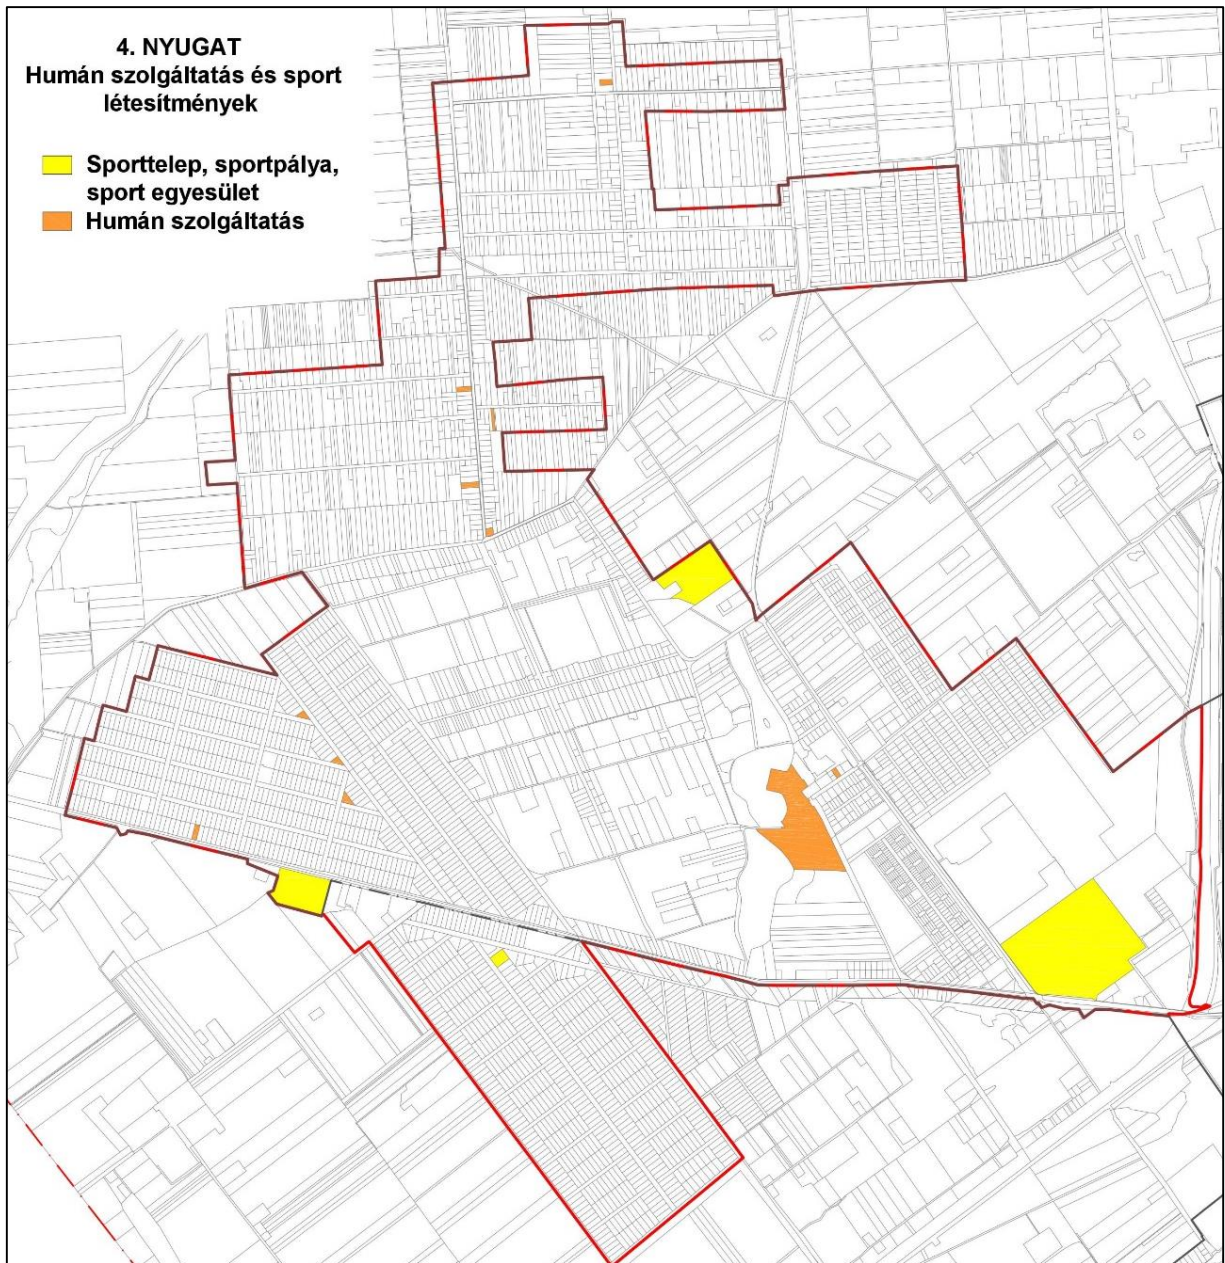 4. NYUGAT
Humán szolgáltatás és sport
létesítmények
Sporttelep, sportpálya,
sport egyesület
Humán szolgáltatás